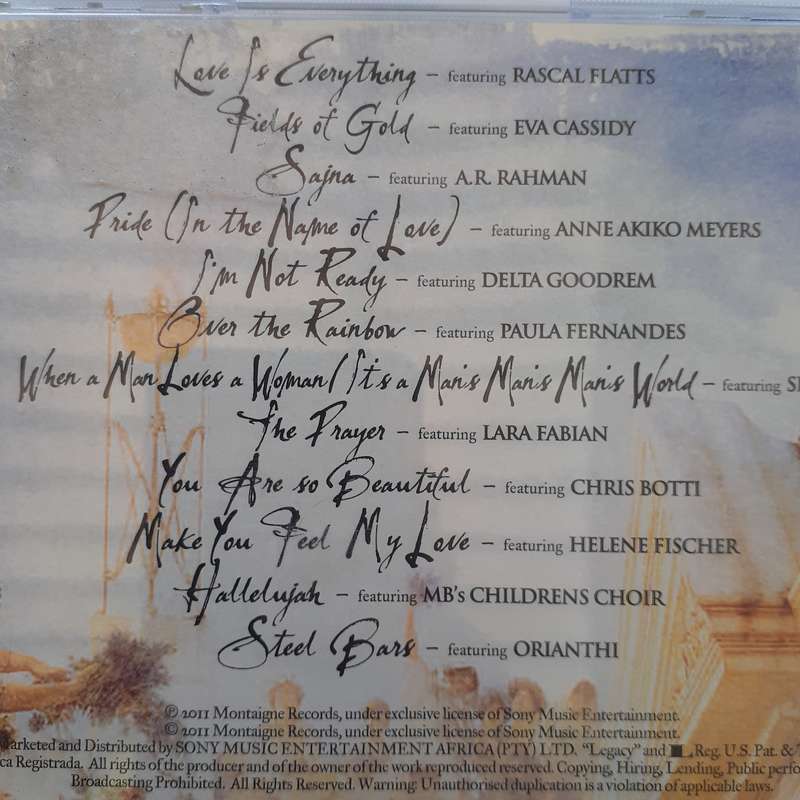 Love Is Everything – featuring RASCAL FLATTS
Fields of Gold – featuring EVA CASSIDY
Sajna – featuring A.R. RAHMAN
Pride (In the Name of Love) – featuring ANNE AKIKO MEYERS
I'm Not Ready – featuring DELTA GOODREM
Over the Rainbow – featuring PAULA FERNANDES
When a Man Loves a Woman/It's a Man's Man's Man's World – featuring
The Prayer – featuring LARA FABIAN
You Are so Beautiful – featuring CHRIS BOTTI
Make You Feel My Love – featuring HELENE FISCHER
Hallelujah – featuring MB's CHILDRENS CHOIR
Steel Bars – featuring ORIANTHI
℗ 2011 Montaigne Records, under exclusive license of Sony Music Entertainment.
© 2011 Montaigne Records, under exclusive license of Sony Music Entertainment.
arketed and Distributed by SONY MUSIC ENTERTAINMENT AFRICA (PTY) LTD. "Legacy" and L, Reg. U.S. Pat. &
ca Registrada. All rights of the producer and of the owner of the work reproduced reserved. Copying, Hiring, Lending, Public perfo
Broadcasting Prohibited. All Rights Reserved. Warning: Unauthorised duplication is a violation of applicable laws.